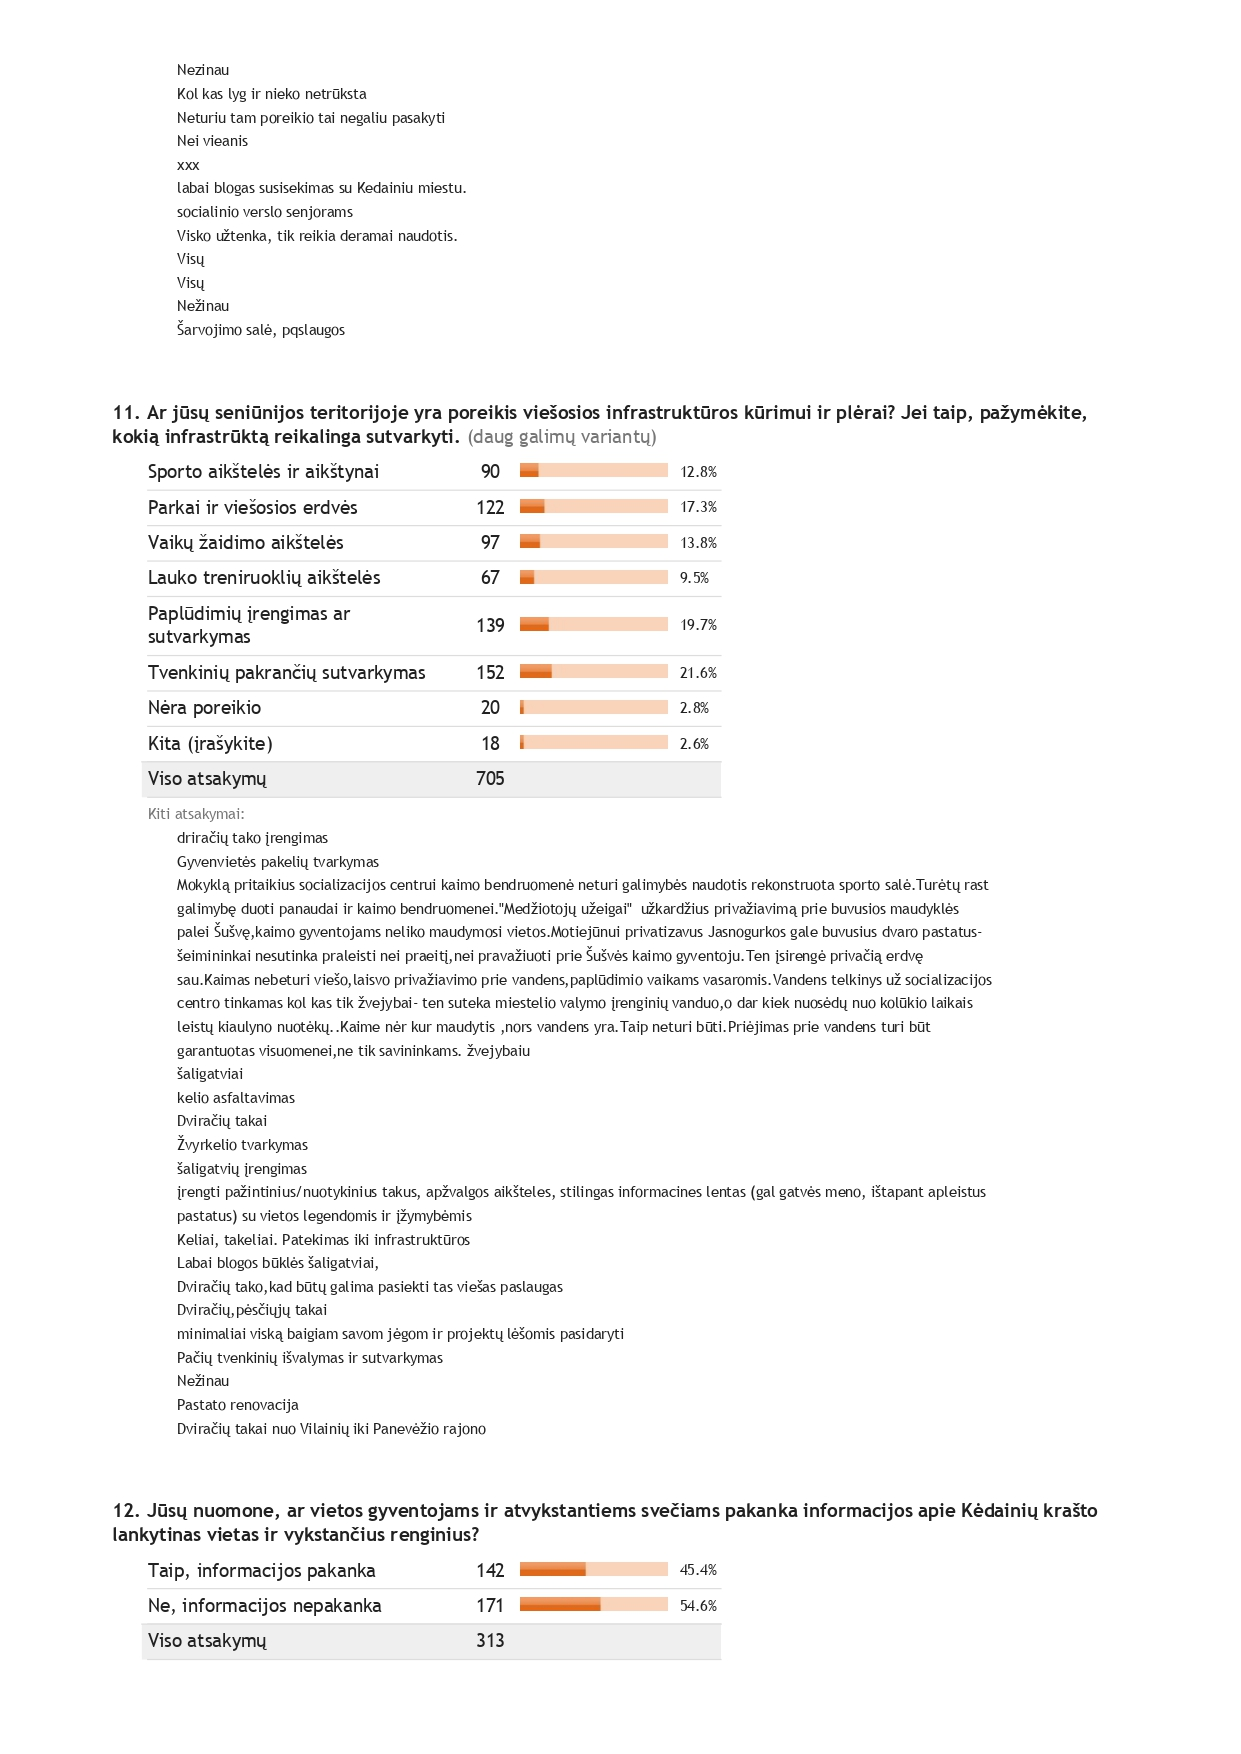 Nezinau
Kol kas lyg ir nieko netrūksta
Neturiu tam poreikio tai negaliu pasakyti
Nei vieanis
xxx
labai blogas susisekimas su Kedainiu miestu.
socialinio verslo senjorams
Visko užtenka, tik reikia deramai naudotis.
Visų
Visų
Nežinau
Šarvojimo salė, pqslaugos
11. Ar jūsų seniūnijos teritorijoje yra poreikis viešosios infrastruktūros kūrimui ir plėrai? Jei taip, pažymėkite,
kokią infrastrūktą reikalinga sutvarkyti. (daug galimų variantų)
Sporto aikštelės ir aikštynai 90 12.8%
Parkai ir viešosios erdvės 122 17.3%
Vaikų žaidimo aikštelės 97 13.8%
Lauko treniruoklių aikštelės 67 9.5%
Paplūdimių įrengimas ar
sutvarkymas 139 19.7%
Tvenkinių pakrančių sutvarkymas 152 21.6%
Nėra poreikio 20 2.8%
Kita (įrašykite) 18 2.6%
Viso atsakymų 705
Kiti atsakymai:
driračių tako įrengimas
Gyvenvietės pakelių tvarkymas
Mokyklą pritaikius socializacijos centrui kaimo bendruomenė neturi galimybės naudotis rekonstruota sporto salė.Turėtų rast
galimybę duoti panaudai ir kaimo bendruomenei."Medžiotojų užeigai"  užkardžius privažiavimą prie buvusios maudyklės
palei Šušvę,kaimo gyventojams neliko maudymosi vietos.Motiejūnui privatizavus Jasnogurkos gale buvusius dvaro pastatus-
šeimininkai nesutinka praleisti nei praeitį,nei pravažiuoti prie Šušvės kaimo gyventoju.Ten įsirengė privačią erdvę
sau.Kaimas nebeturi viešo,laisvo privažiavimo prie vandens,paplūdimio vaikams vasaromis.Vandens telkinys už socializacijos
centro tinkamas kol kas tik žvejybai- ten suteka miestelio valymo įrenginių vanduo,o dar kiek nuosėdų nuo kolūkio laikais
leistų kiaulyno nuotėkų..Kaime nėr kur maudytis ,nors vandens yra.Taip neturi būti.Priėjimas prie vandens turi būt
garantuotas visuomenei,ne tik savininkams. žvejybaiu
šaligatviai
kelio asfaltavimas
Dviračių takai
Žvyrkelio tvarkymas
šaligatvių įrengimas
įrengti pažintinius/nuotykinius takus, apžvalgos aikšteles, stilingas informacines lentas (gal gatvės meno, ištapant apleistus
pastatus) su vietos legendomis ir įžymybėmis
Keliai, takeliai. Patekimas iki infrastruktūros
Labai blogos būklės šaligatviai,
Dviračių tako,kad būtų galima pasiekti tas viešas paslaugas
Dviračių,pėsčiųjų takai
minimaliai viską baigiam savom jėgom ir projektų lėšomis pasidaryti
Pačių tvenkinių išvalymas ir sutvarkymas
Nežinau
Pastato renovacija
Dviračių takai nuo Vilainių iki Panevėžio rajono
12. Jūsų nuomone, ar vietos gyventojams ir atvykstantiems svečiams pakanka informacijos apie Kėdainių krašto
lankytinas vietas ir vykstančius renginius?
Taip, informacijos pakanka 142 45.4%
Ne, informacijos nepakanka 171 54.6%
Viso atsakymų 313